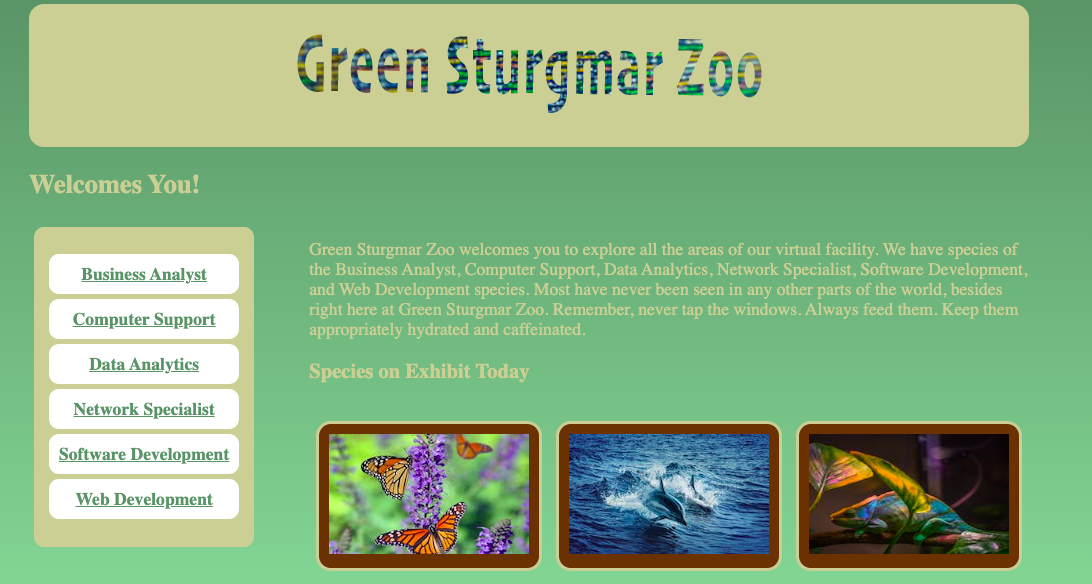 Green Sturgmar Zoo
Welcomes You!
Business Analyst
Computer Support
Data Analytics
Network Specialist
Software Development
Web Development
Green Sturgmar Zoo welcomes you to explore all the areas of our virtual facility. We have species of
the Business Analyst, Computer Support, Data Analytics, Network Specialist, Software Development,
and Web Development species. Most have never been seen in any other parts of the world, besides
right here at Green Sturgmar Zoo. Remember, never tap the windows. Always feed them. Keep them
appropriately hydrated and caffeinated.
Species on Exhibit Today